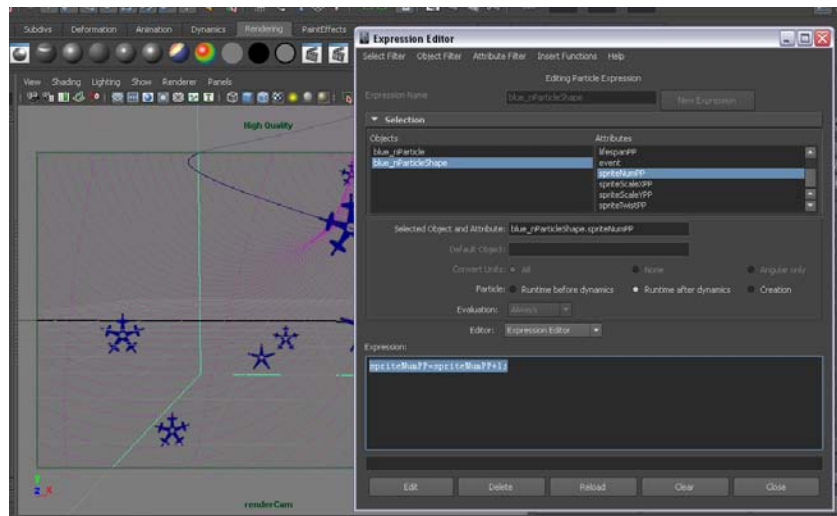 Subdivs Deformation Animation Dynamics Rendering PaintEffects
View Shading Lighting Show Renderer Panels
High Quality
renderCam
Expression Editor
Select Filter Object Filter Attribute Filter Insert Functions Help
Editing Particle Expression
Expression Name blue_nParticleShape New Expression
Selection
Objects Attributes
blue_nParticle lifespanPP
blue_nParticleShape event
spriteNumPP
spriteScaleXPP
spriteScaleYPP
spriteTwistPP
Selected Object and Attribute: blue_nParticleShape.spriteNumPP
Default Object:
Convert Units: All None Angular only
Particle: Runtime before dynamics Runtime after dynamics Creation
Evaluation: Always
Editor: Expression Editor
Expression:
spriteNumPP=spriteNumPP+1;
Edit Delete Reload Clear Close